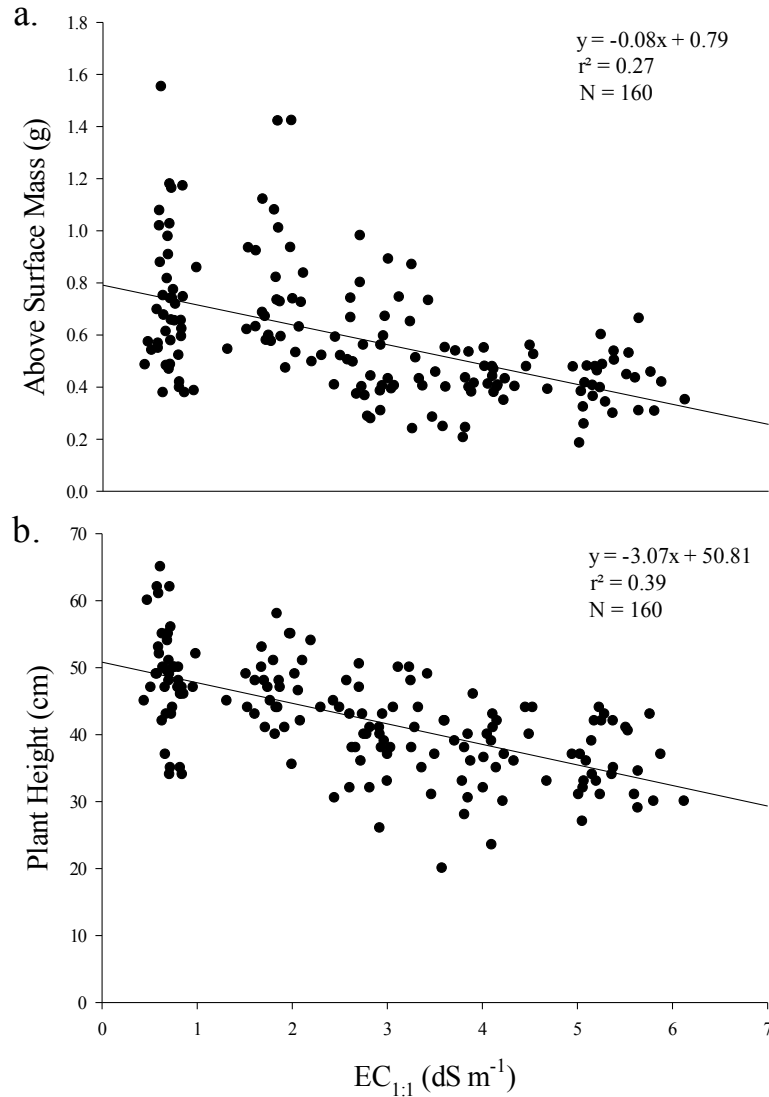 a.
y = -0.08x + 0.79
r² = 0.27
N = 160
Above Surface Mass (g)
1.8
1.6
1.4
1.2
1.0
0.8
0.6
0.4
0.2
0.0
b.
y = -3.07x + 50.81
r² = 0.39
N = 160
Plant Height (cm)
70
60
50
40
30
20
10
0
0 1 2 3 4 5 6 7
EC1:1 (dS m-1)